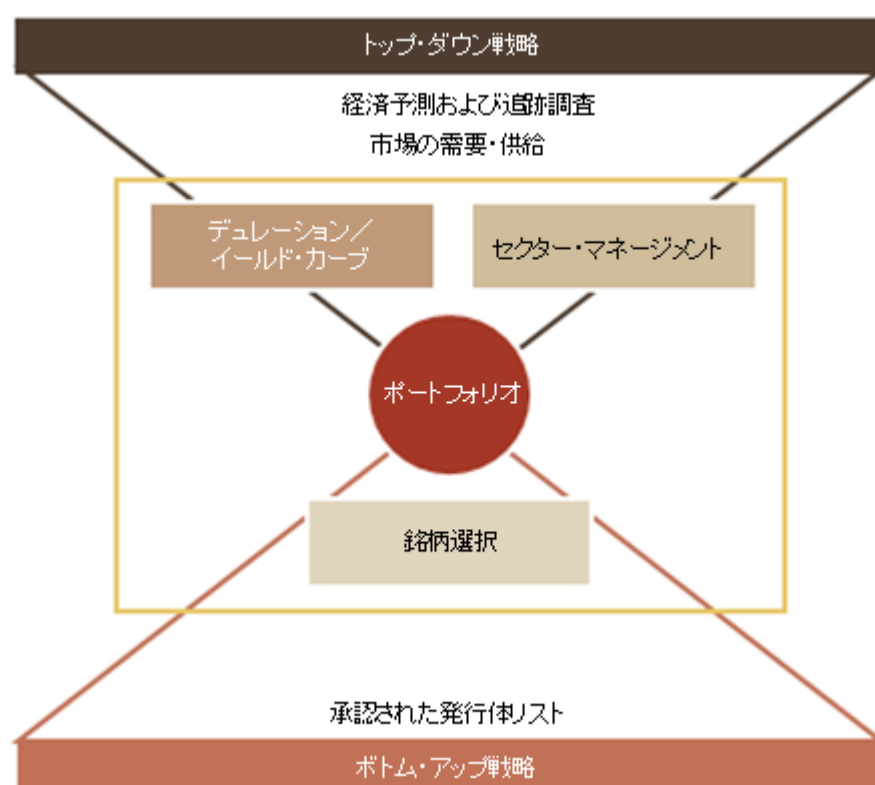 トップ・ダウン戦略
経済予測および追跡調査
市場の需要・供給
デュレーション／
イールド・カーブ
セクター・マネージメント
ポートフォリオ
銘柄選択
承認された発行体リスト
ボトム・アップ戦略